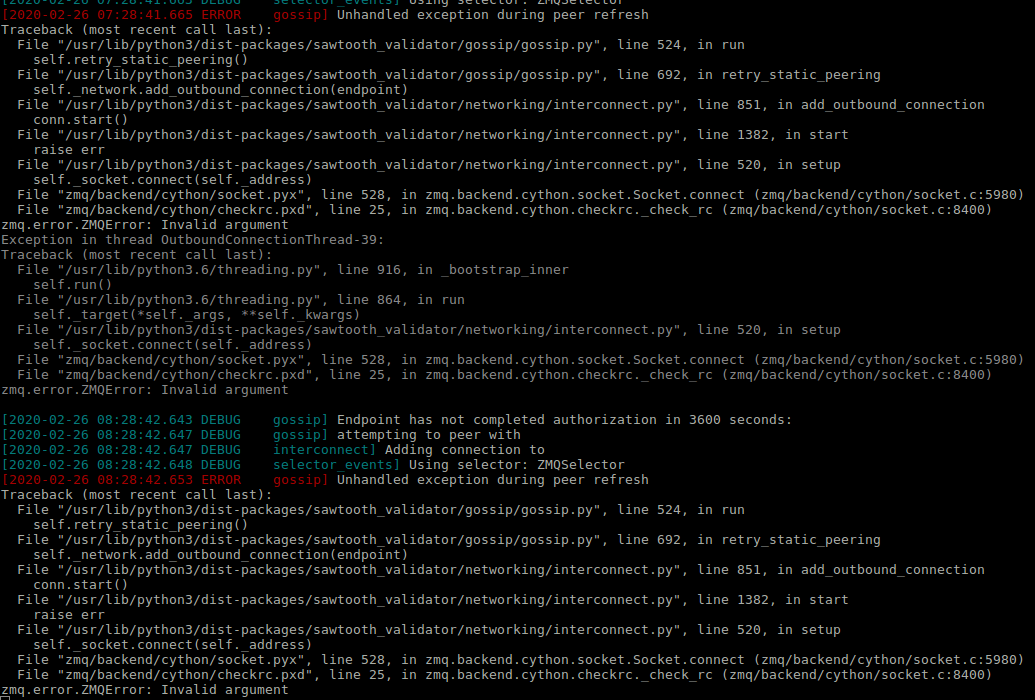 [2020-02-26 07:28:41.663 DEBUG    selector_events] Using selector: ZMQSelector
[2020-02-26 07:28:41.665 ERROR    gossip] Unhandled exception during peer refresh
Traceback (most recent call last):
  File "/usr/lib/python3/dist-packages/sawtooth_validator/gossip/gossip.py", line 524, in run
    self.retry_static_peering()
  File "/usr/lib/python3/dist-packages/sawtooth_validator/gossip/gossip.py", line 692, in retry_static_peering
    self._network.add_outbound_connection(endpoint)
  File "/usr/lib/python3/dist-packages/sawtooth_validator/networking/interconnect.py", line 851, in add_outbound_connection
    conn.start()
  File "/usr/lib/python3/dist-packages/sawtooth_validator/networking/interconnect.py", line 1382, in start
    raise err
  File "/usr/lib/python3/dist-packages/sawtooth_validator/networking/interconnect.py", line 520, in setup
    self._socket.connect(self._address)
  File "zmq/backend/cython/socket.pyx", line 528, in zmq.backend.cython.socket.Socket.connect (zmq/backend/cython/socket.c:5980)
  File "zmq/backend/cython/checkrc.pxd", line 25, in zmq.backend.cython.checkrc._check_rc (zmq/backend/cython/socket.c:8400)
zmq.error.ZMQError: Invalid argument
Exception in thread OutboundConnectionThread-39:
Traceback (most recent call last):
  File "/usr/lib/python3.6/threading.py", line 916, in _bootstrap_inner
    self.run()
  File "/usr/lib/python3.6/threading.py", line 864, in run
    self._target(*self._args, **self._kwargs)
  File "/usr/lib/python3/dist-packages/sawtooth_validator/networking/interconnect.py", line 520, in setup
    self._socket.connect(self._address)
  File "zmq/backend/cython/socket.pyx", line 528, in zmq.backend.cython.socket.Socket.connect (zmq/backend/cython/socket.c:5980)
  File "zmq/backend/cython/checkrc.pxd", line 25, in zmq.backend.cython.checkrc._check_rc (zmq/backend/cython/socket.c:8400)
zmq.error.ZMQError: Invalid argument
[2020-02-26 08:28:42.643 DEBUG    gossip] Endpoint has not completed authorization in 3600 seconds:
[2020-02-26 08:28:42.647 DEBUG    gossip] attempting to peer with
[2020-02-26 08:28:42.647 DEBUG    interconnect] Adding connection to
[2020-02-26 08:28:42.648 DEBUG    selector_events] Using selector: ZMQSelector
[2020-02-26 08:28:42.653 ERROR    gossip] Unhandled exception during peer refresh
Traceback (most recent call last):
  File "/usr/lib/python3/dist-packages/sawtooth_validator/gossip/gossip.py", line 524, in run
    self.retry_static_peering()
  File "/usr/lib/python3/dist-packages/sawtooth_validator/gossip/gossip.py", line 692, in retry_static_peering
    self._network.add_outbound_connection(endpoint)
  File "/usr/lib/python3/dist-packages/sawtooth_validator/networking/interconnect.py", line 851, in add_outbound_connection
    conn.start()
  File "/usr/lib/python3/dist-packages/sawtooth_validator/networking/interconnect.py", line 1382, in start
    raise err
  File "/usr/lib/python3/dist-packages/sawtooth_validator/networking/interconnect.py", line 520, in setup
    self._socket.connect(self._address)
  File "zmq/backend/cython/socket.pyx", line 528, in zmq.backend.cython.socket.Socket.connect (zmq/backend/cython/socket.c:5980)
  File "zmq/backend/cython/checkrc.pxd", line 25, in zmq.backend.cython.checkrc._check_rc (zmq/backend/cython/socket.c:8400)
zmq.error.ZMQError: Invalid argument